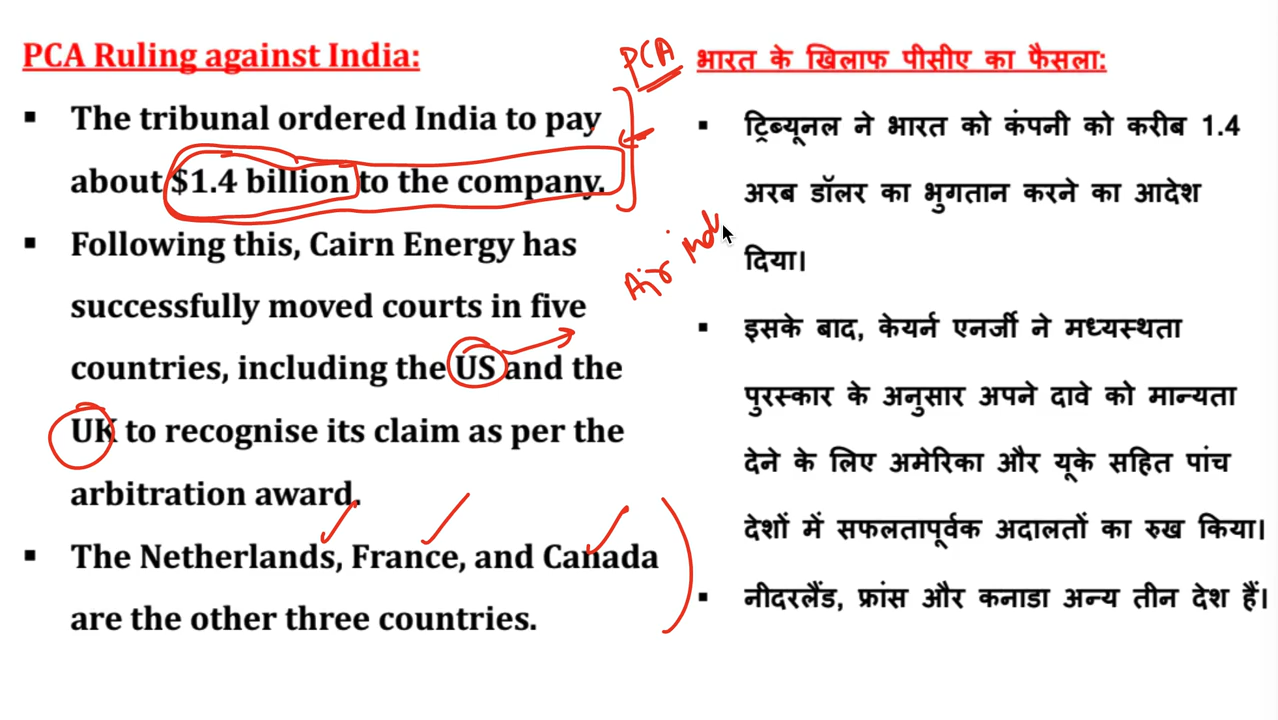 PCA Ruling against India:
▪ The tribunal ordered India to pay
about $1.4 billion to the company.
▪ Following this, Cairn Energy has
successfully moved courts in five
countries, including the US and the
UK to recognise its claim as per the
arbitration award.
▪ The Netherlands, France, and Canada
are the other three countries.
PCA
Air Ind
भारत के खिलाफ पीसीए का फैसला:
▪ ट्रिब्यूनल ने भारत को कंपनी को करीब 1.4
अरब डॉलर का भुगतान करने का आदेश
दिया।
▪ इसके बाद, केयर्न एनर्जी ने मध्यस्थता
पुरस्कार के अनुसार अपने दावे को मान्यता
देने के लिए अमेरिका और यूके सहित पांच
देशों में सफलतापूर्वक अदालतों का रुख किया।
▪ नीदरलैंड, फ्रांस और कनाडा अन्य तीन देश हैं।